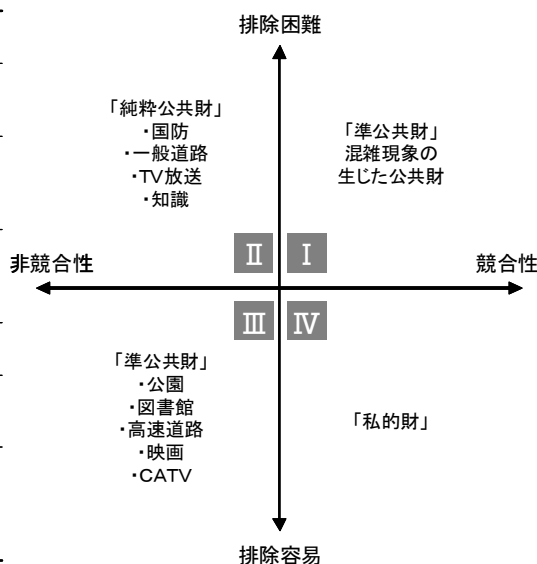 排除困難
「純粋公共財」
・国防
・一般道路
・TV放送
・知識
「準公共財」
混雑現象の
生じた公共財
Ⅱ
Ⅰ
非競合性
競合性
Ⅲ
Ⅳ
「準公共財」
・公園
・図書館
・高速道路
・映画
・CATV
「私的財」
排除容易